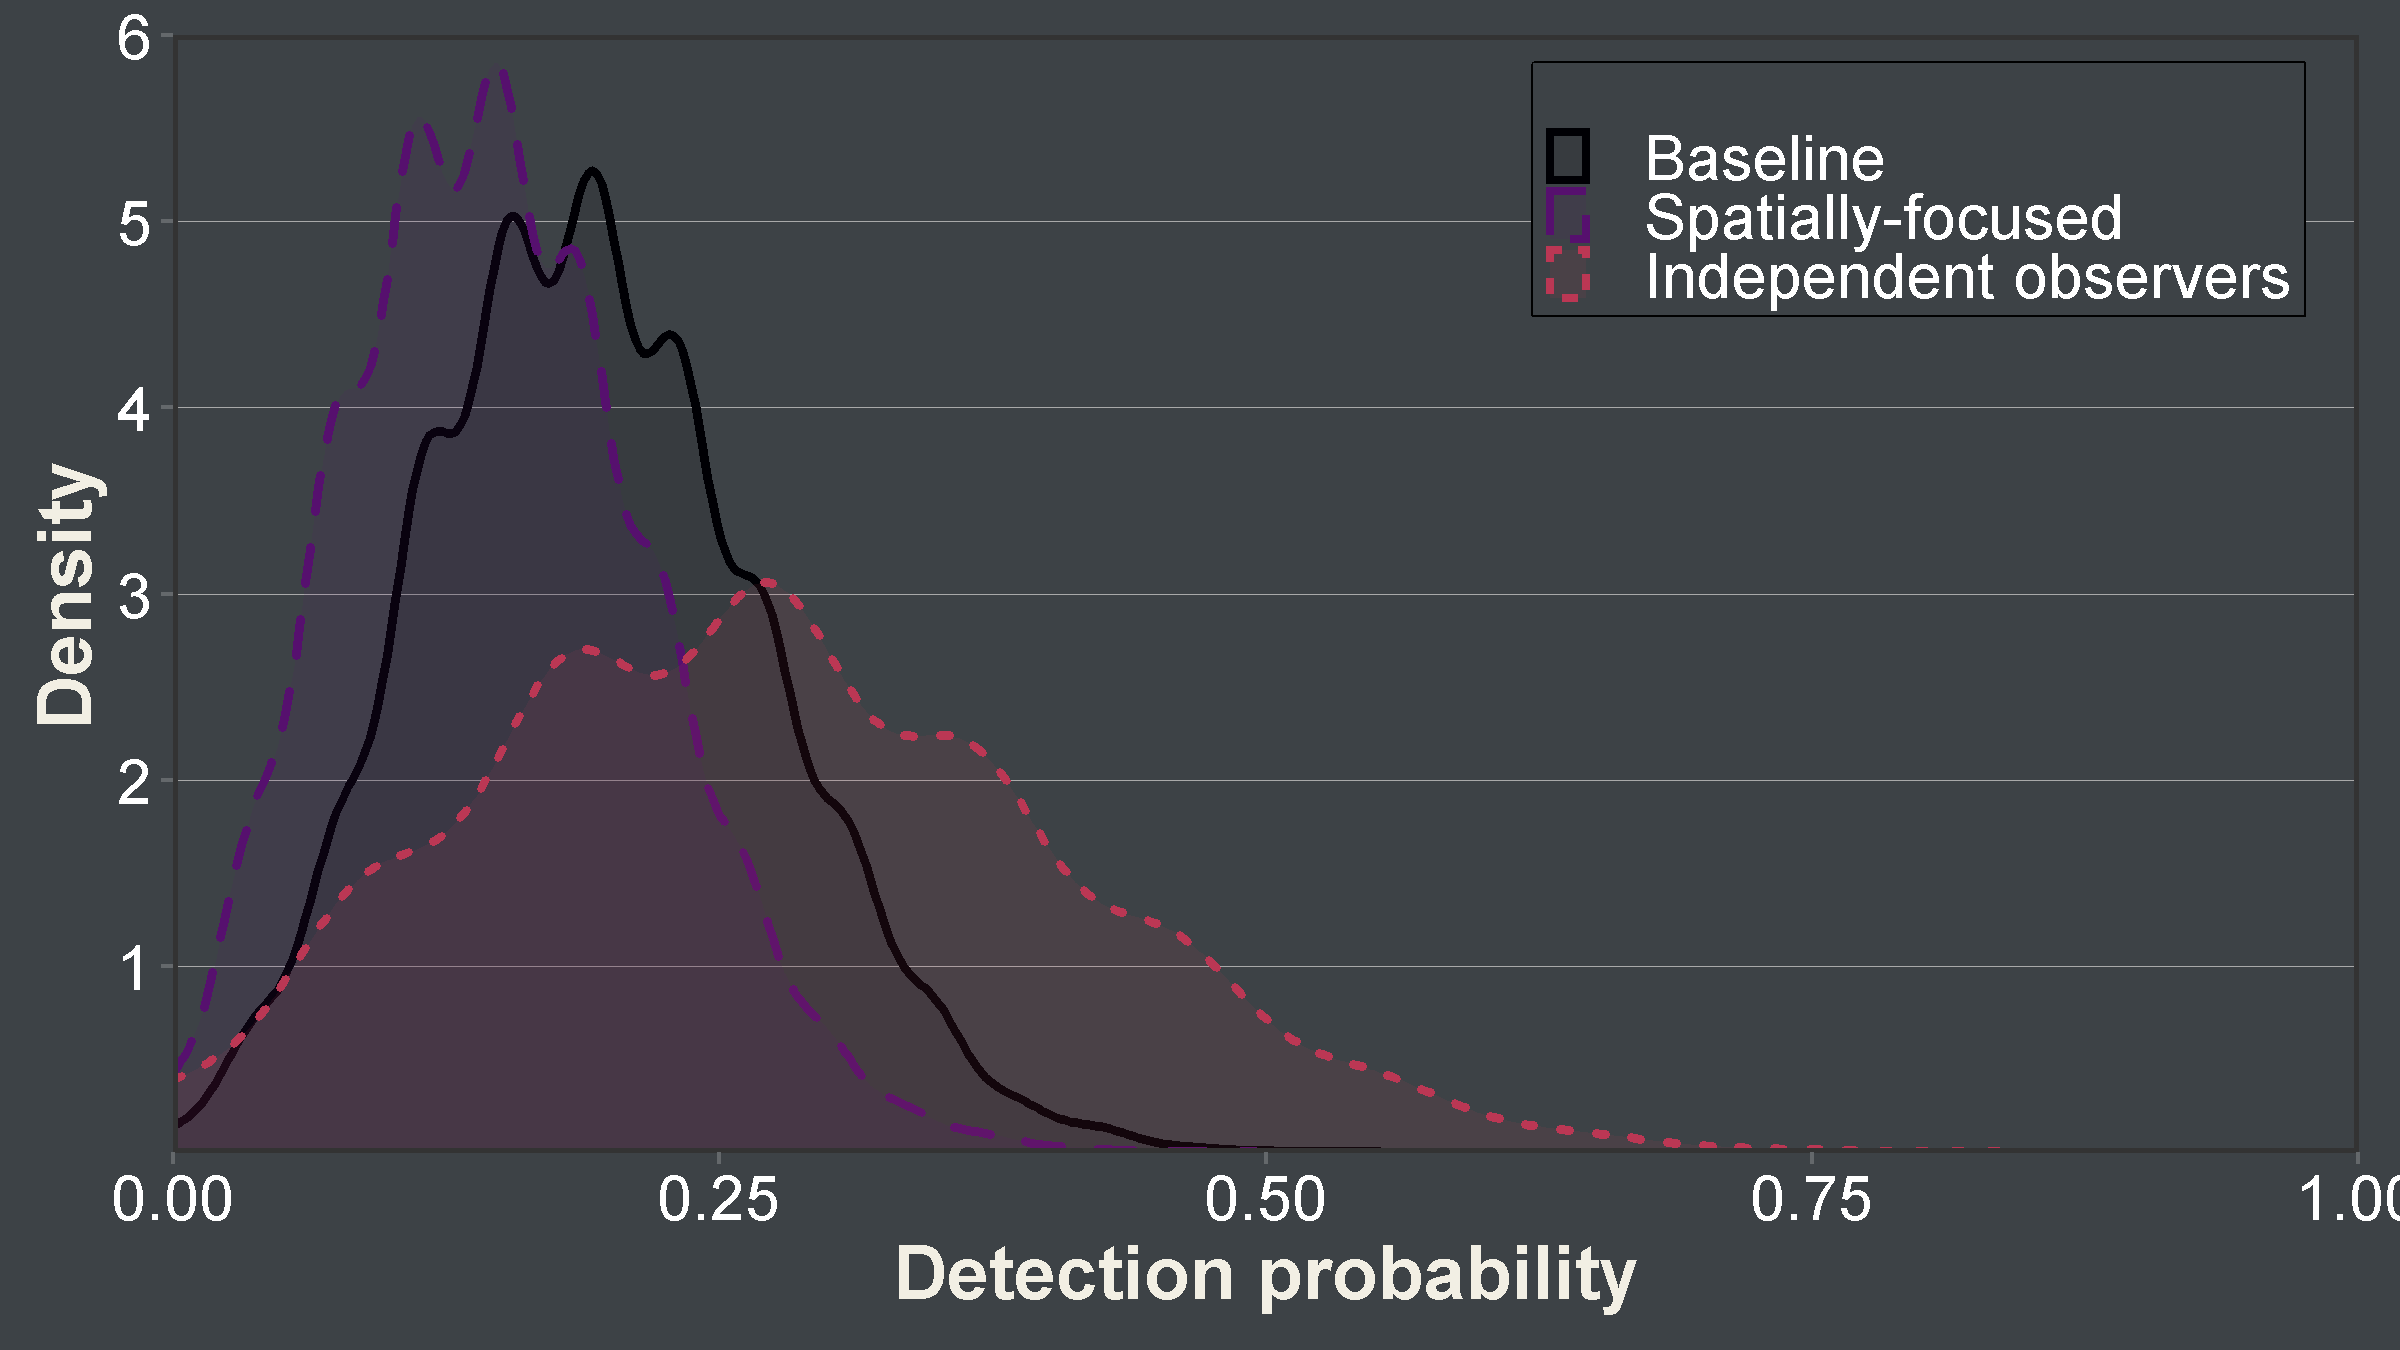 6
5
4
3
2
1
Density
Baseline
Spatially-focused
Independent observers
0.00 0.25 0.50 0.75 1.00
Detection probability